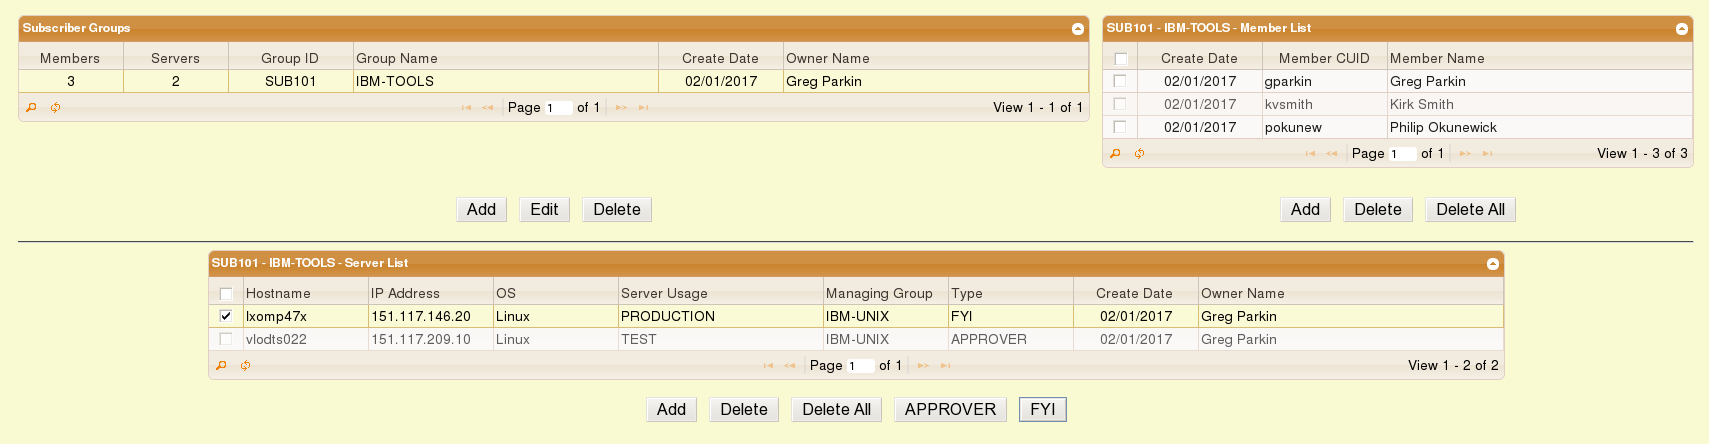 Subscriber Groups
Members Servers Group ID Group Name Create Date Owner Name
3 2 SUB101 IBM-TOOLS 02/01/2017 Greg Parkin
Page 1 of 1 View 1 - 1 of 1
Add Edit Delete
SUB101 - IBM-TOOLS - Member List
Create Date Member CUID Member Name
02/01/2017 gparkin Greg Parkin
02/01/2017 kvsmith Kirk Smith
02/01/2017 pokunew Philip Okunewick
Page 1 of 1 View 1 - 3 of 3
Add Delete Delete All
SUB101 - IBM-TOOLS - Server List
Hostname IP Address OS Server Usage Managing Group Type Create Date Owner Name
lxomp47x 151.117.146.20 Linux PRODUCTION IBM-UNIX FYI 02/01/2017 Greg Parkin
vlodts022 151.117.209.10 Linux TEST IBM-UNIX APPROVER 02/01/2017 Greg Parkin
Page 1 of 1 View 1 - 2 of 2
Add Delete Delete All APPROVER FYI